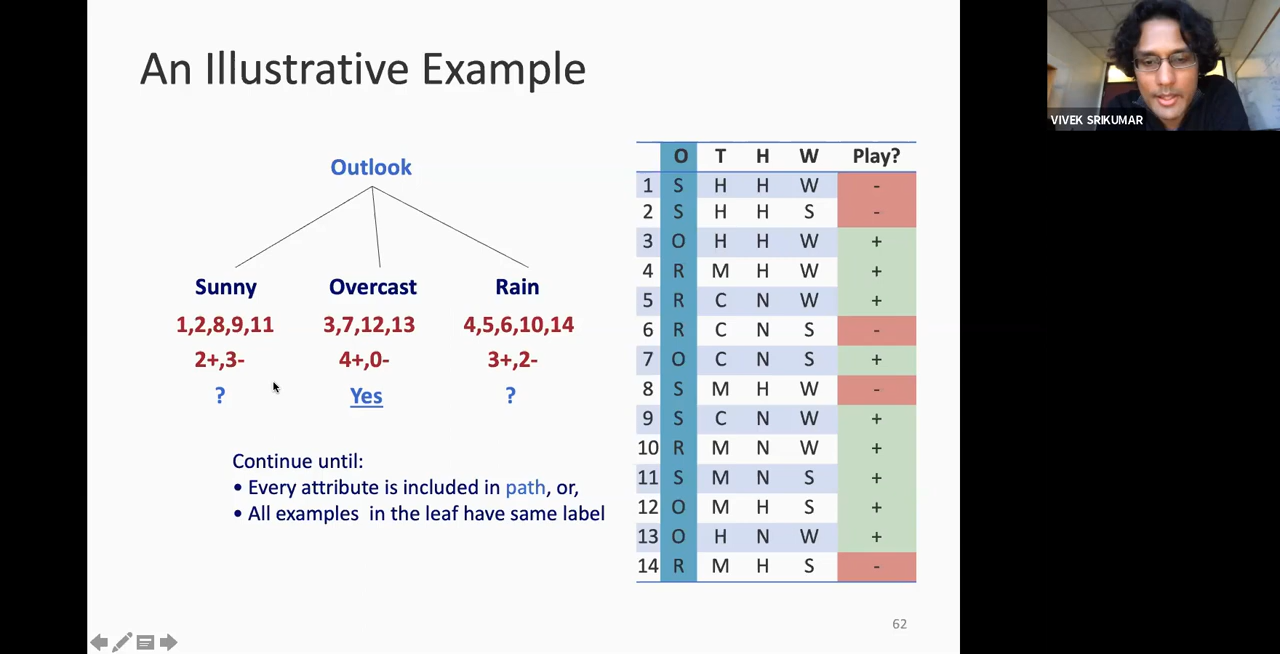 An Illustrative Example
VIVEK SRIKUMAR
Outlook
Sunny Overcast Rain
1,2,8,9,11 3,7,12,13 4,5,6,10,14
2+,3- 4+,0- 3+,2-
? Yes ?
Continue until:
• Every attribute is included in path, or,
• All examples in the leaf have same label
O T H W Play?
1 S H H W -
2 S H H S -
3 O H H W +
4 R M H W +
5 R C N W +
6 R C N S -
7 O C N S +
8 S M H W -
9 S C N W +
10 R M N W +
11 S M N S +
12 O M H S +
13 O H N W +
14 R M H S -
62